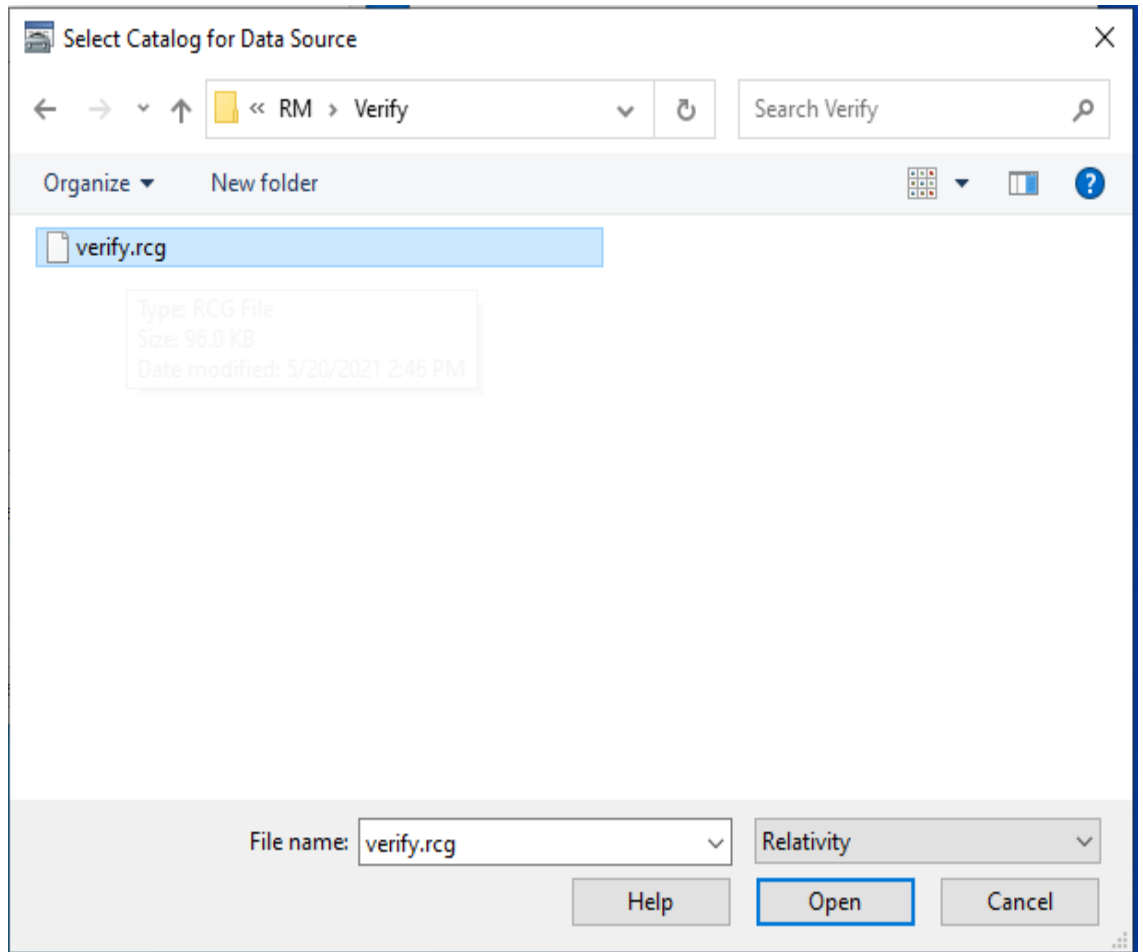 Select Catalog for Data Source
« RM > Verify
Search Verify
Organize
New folder
verify.rcg
Type: RCG File
Size: 96.0 KB
Date modified: 5/20/2021 2:46 PM
File name: verify.rcg
Relativity
Help
Open
Cancel